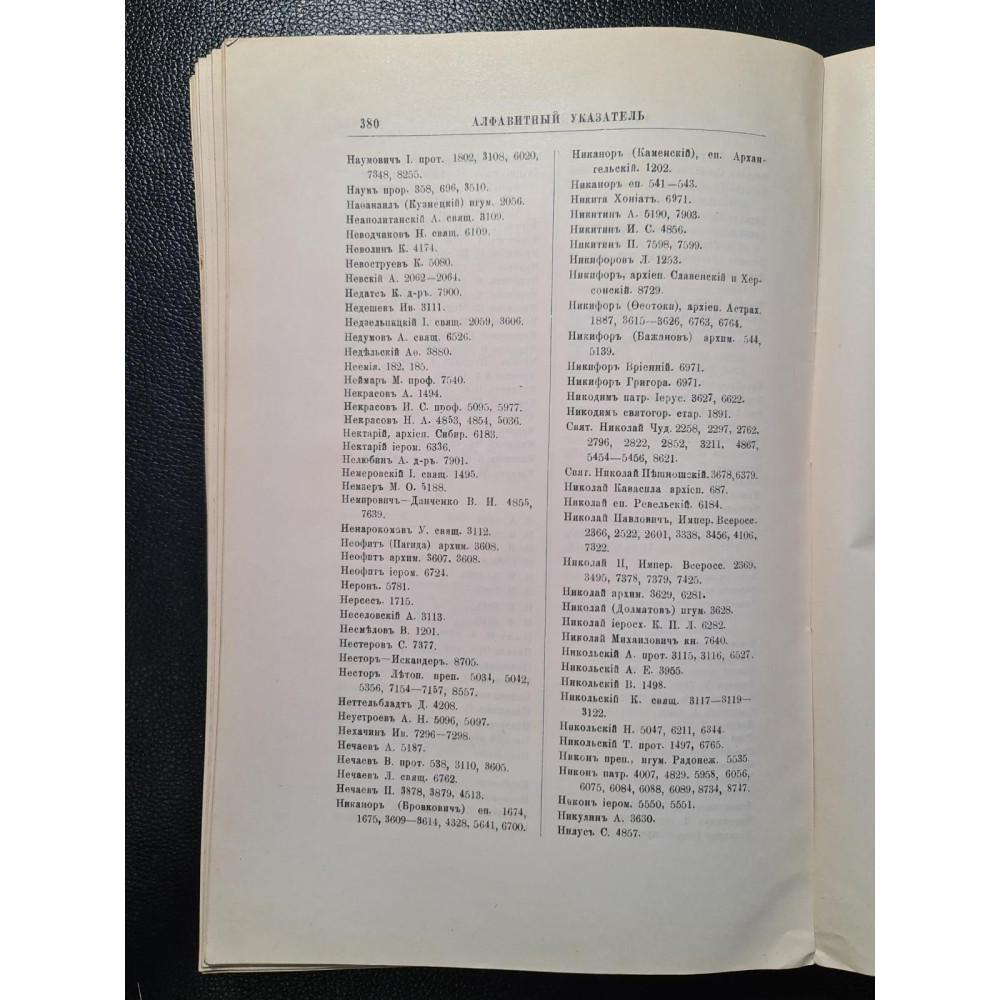 380
АЛФАВИТНЫЙ УКАЗАТЕЛЬ
Наумовичъ І. прот. 1802, 3108, 6020,
7348, 8255.
Наумъ прор. 358, 696, 3510.
Наѳанаилъ (Кузнецкій) игум. 2056.
Неаполитанскій А. свящ. 3109.
Неводчиковъ Н. свящ. 6109.
Неволинъ К. 4174.
Невоструевъ К. 5080.
Невскій А. 2062—2064.
Недатсъ К. д-ръ. 7900.
Недешевъ Ив. 3111.
Недзельницкій І. свящ. 2059, 3606.
Недумовъ А. свящ. 6526.
Недѣльскій Аѳ. 3880.
Неемія. 182, 185.
Неймаръ М. проф. 7540.
Некрасовъ А. 1494.
Некрасовъ И. С. проф. 5095, 5977.
Некрасовъ Н. А. 4853, 4854, 5036.
Нектарій, архіеп. Сибир. 6183.
Нектарій іером. 6336.
Нелюбинъ А. д-ръ. 7901.
Немеровскій І. свящ. 1495.
Немзеръ М. О. 5188.
Немировичъ—Данченко В. И. 4855,
7639.
Ненарокомовъ У. свящ. 3112.
Неофитъ (Пагида) архим. 3608.
Неофитъ архим. 3607, 3608.
Неофитъ іером. 6724.
Неронъ. 5781.
Нерсесъ. 1715.
Неселовскій А. 3113.
Несмѣловъ В. 1201.
Нестеровъ С. 7377.
Несторъ—Искандеръ. 8705.
Несторъ Лѣтоп. преп. 5034, 5042,
5356, 7154—7157, 8557.
Неттельбладтъ Д. 4208.
Неустроевъ А. Н. 5096, 5097.
Нехачинъ Ив. 7296—7298.
Нечаевъ А. 5187.
Нечаевъ В. прот. 538, 3110, 3605.
Нечаевъ Л. свящ. 6762.
Нечаевъ П. 3878, 3879, 4513.
Никаноръ (Бровковичъ) еп. 1674,
1675, 3609—3614, 4328, 5641, 6700.
Никаноръ (Каменскій), еп. Архан-
гельскій. 1202.
Никаноръ еп. 541—543.
Никита Хоніатъ. 6971.
Никитинъ А. 5190, 7903.
Никитинъ И. С. 4856.
Никитинъ П. 7598, 7599.
Никифоровъ Л. 1253.
Никифоръ, архіеп. Славенскій и Хер-
сонскій. 8729.
Никифоръ (Ѳеотоки), архіеп. Астрах.
1887, 3615—3626, 6763, 6764.
Никифоръ (Бажановъ) архим. 544,
5139.
Никифоръ Вріенній. 6971.
Никифоръ Григора. 6971.
Никодимъ патр. Іерус. 3627, 6622.
Никодимъ святогор. стар. 1891.
Свят. Николай Чуд. 2258, 2297, 2762,
2796, 2822, 2852, 3211, 4867,
5454—5456, 8621.
Свят. Николай Пѣшношскій. 3678, 6379.
Николай Кавасила архіеп. 687.
Николай еп. Ревельскій. 6184.
Николай Павловичъ, Импер. Всеросс.
2366, 2522, 2601, 3338, 3456, 4106,
7322.
Николай II, Импер. Всеросс. 2369,
3495, 7378, 7379, 7425.
Николай архим. 3629, 6281.
Николай (Долматовъ) игум. 3628.
Николай іеросх. К. П. Л. 6282.
Николай Михаиловичъ кн. 7640.
Никольскій А. прот. 3115, 3116, 6527.
Никольскій А. Е. 3955.
Никольскій В. 1498.
Никольскій К. свящ. 3117—3119—
3122.
Никольскій Н. 5047, 6211, 6344.
Никольскій Т. прот. 1497, 6765.
Никонъ преп., игум. Радонеж. 5535.
Никонъ патр. 4007, 4829, 5958, 6056,
6075, 6084, 6088, 6089, 8734, 8747.
Никонъ іером. 5550, 5551.
Никулинъ А. 3630.
Нилусъ С. 4857.